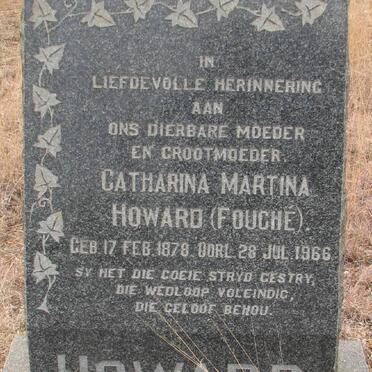 IN
LIEFDEVOLLE HERINNERING
AAN
ONS DIERBARE MOEDER
EN GROOTMOEDER.
CATHARINA MARTINA
HOWARD (FOUCHÉ).
GEB. 17 FEB. 1878. OORL. 28 JUL. 1966.
SY HET DIE GOEIE STRYD GESTRY,
DIE WEDLOOP VOLEINDIG,
DIE GELOOF BEHOU.
HOWARD